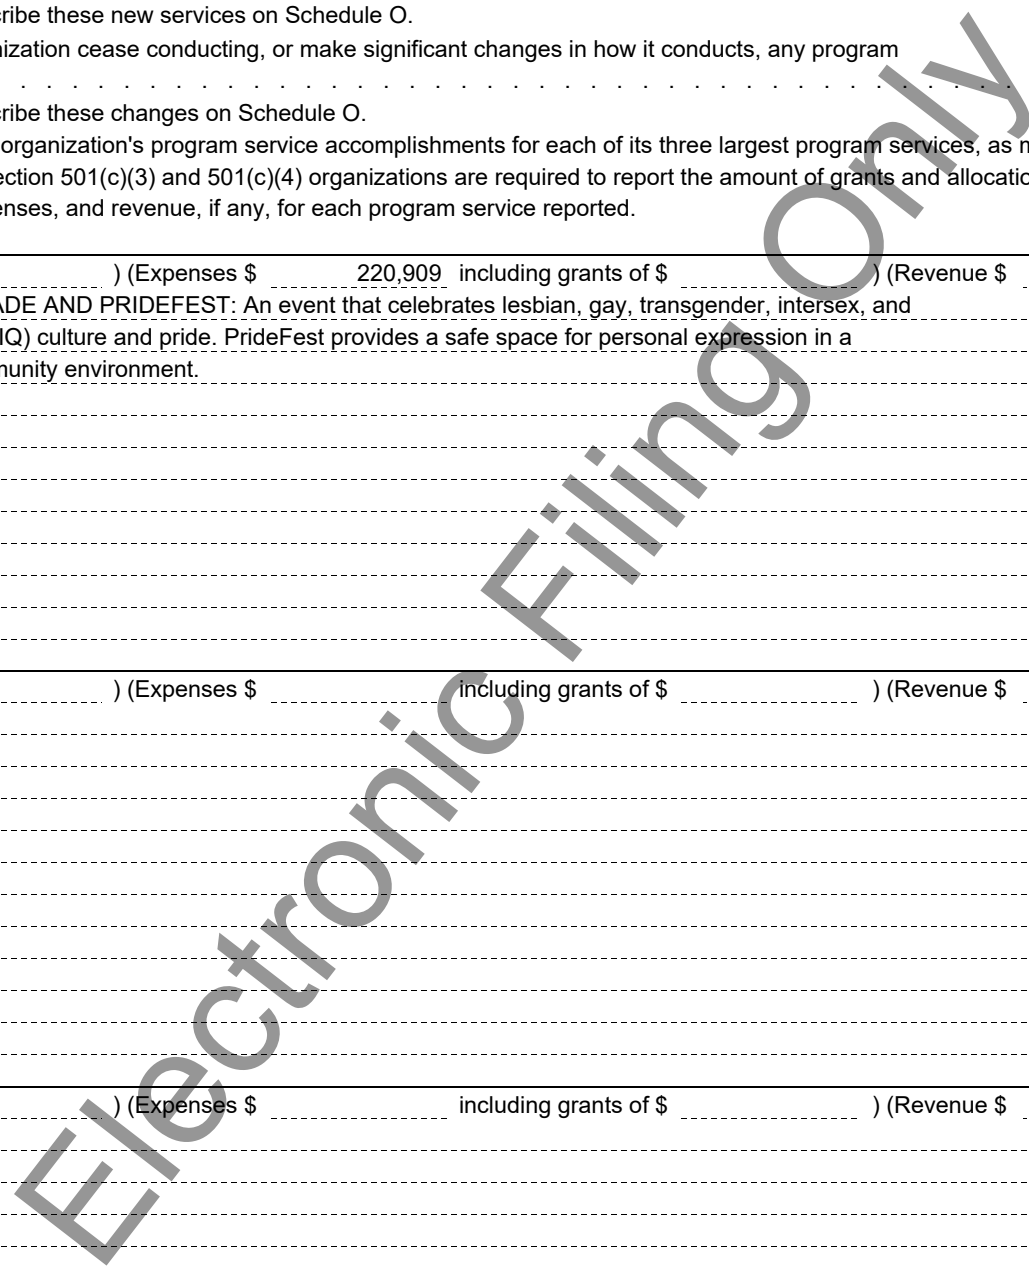 ribe these new services on Schedule O.
nization cease conducting, or make significant changes in how it conducts, any program
. . . . . . . . . . . . . . . . . . . . . . . . . . . . . . . . . . . . . . .
ribe these changes on Schedule O.
organization's program service accomplishments for each of its three largest program services, as m
ection 501(c)(3) and 501(c)(4) organizations are required to report the amount of grants and allocatio
enses, and revenue, if any, for each program service reported.
) (Expenses $ 220,909 including grants of $ ) (Revenue $
ADE AND PRIDEFEST: An event that celebrates lesbian, gay, transgender, intersex, and
IQ) culture and pride. PrideFest provides a safe space for personal expression in a
munity environment.
) (Expenses $ including grants of $ ) (Revenue $
) (Expenses $ including grants of $ ) (Revenue $
Electronic Filing Only